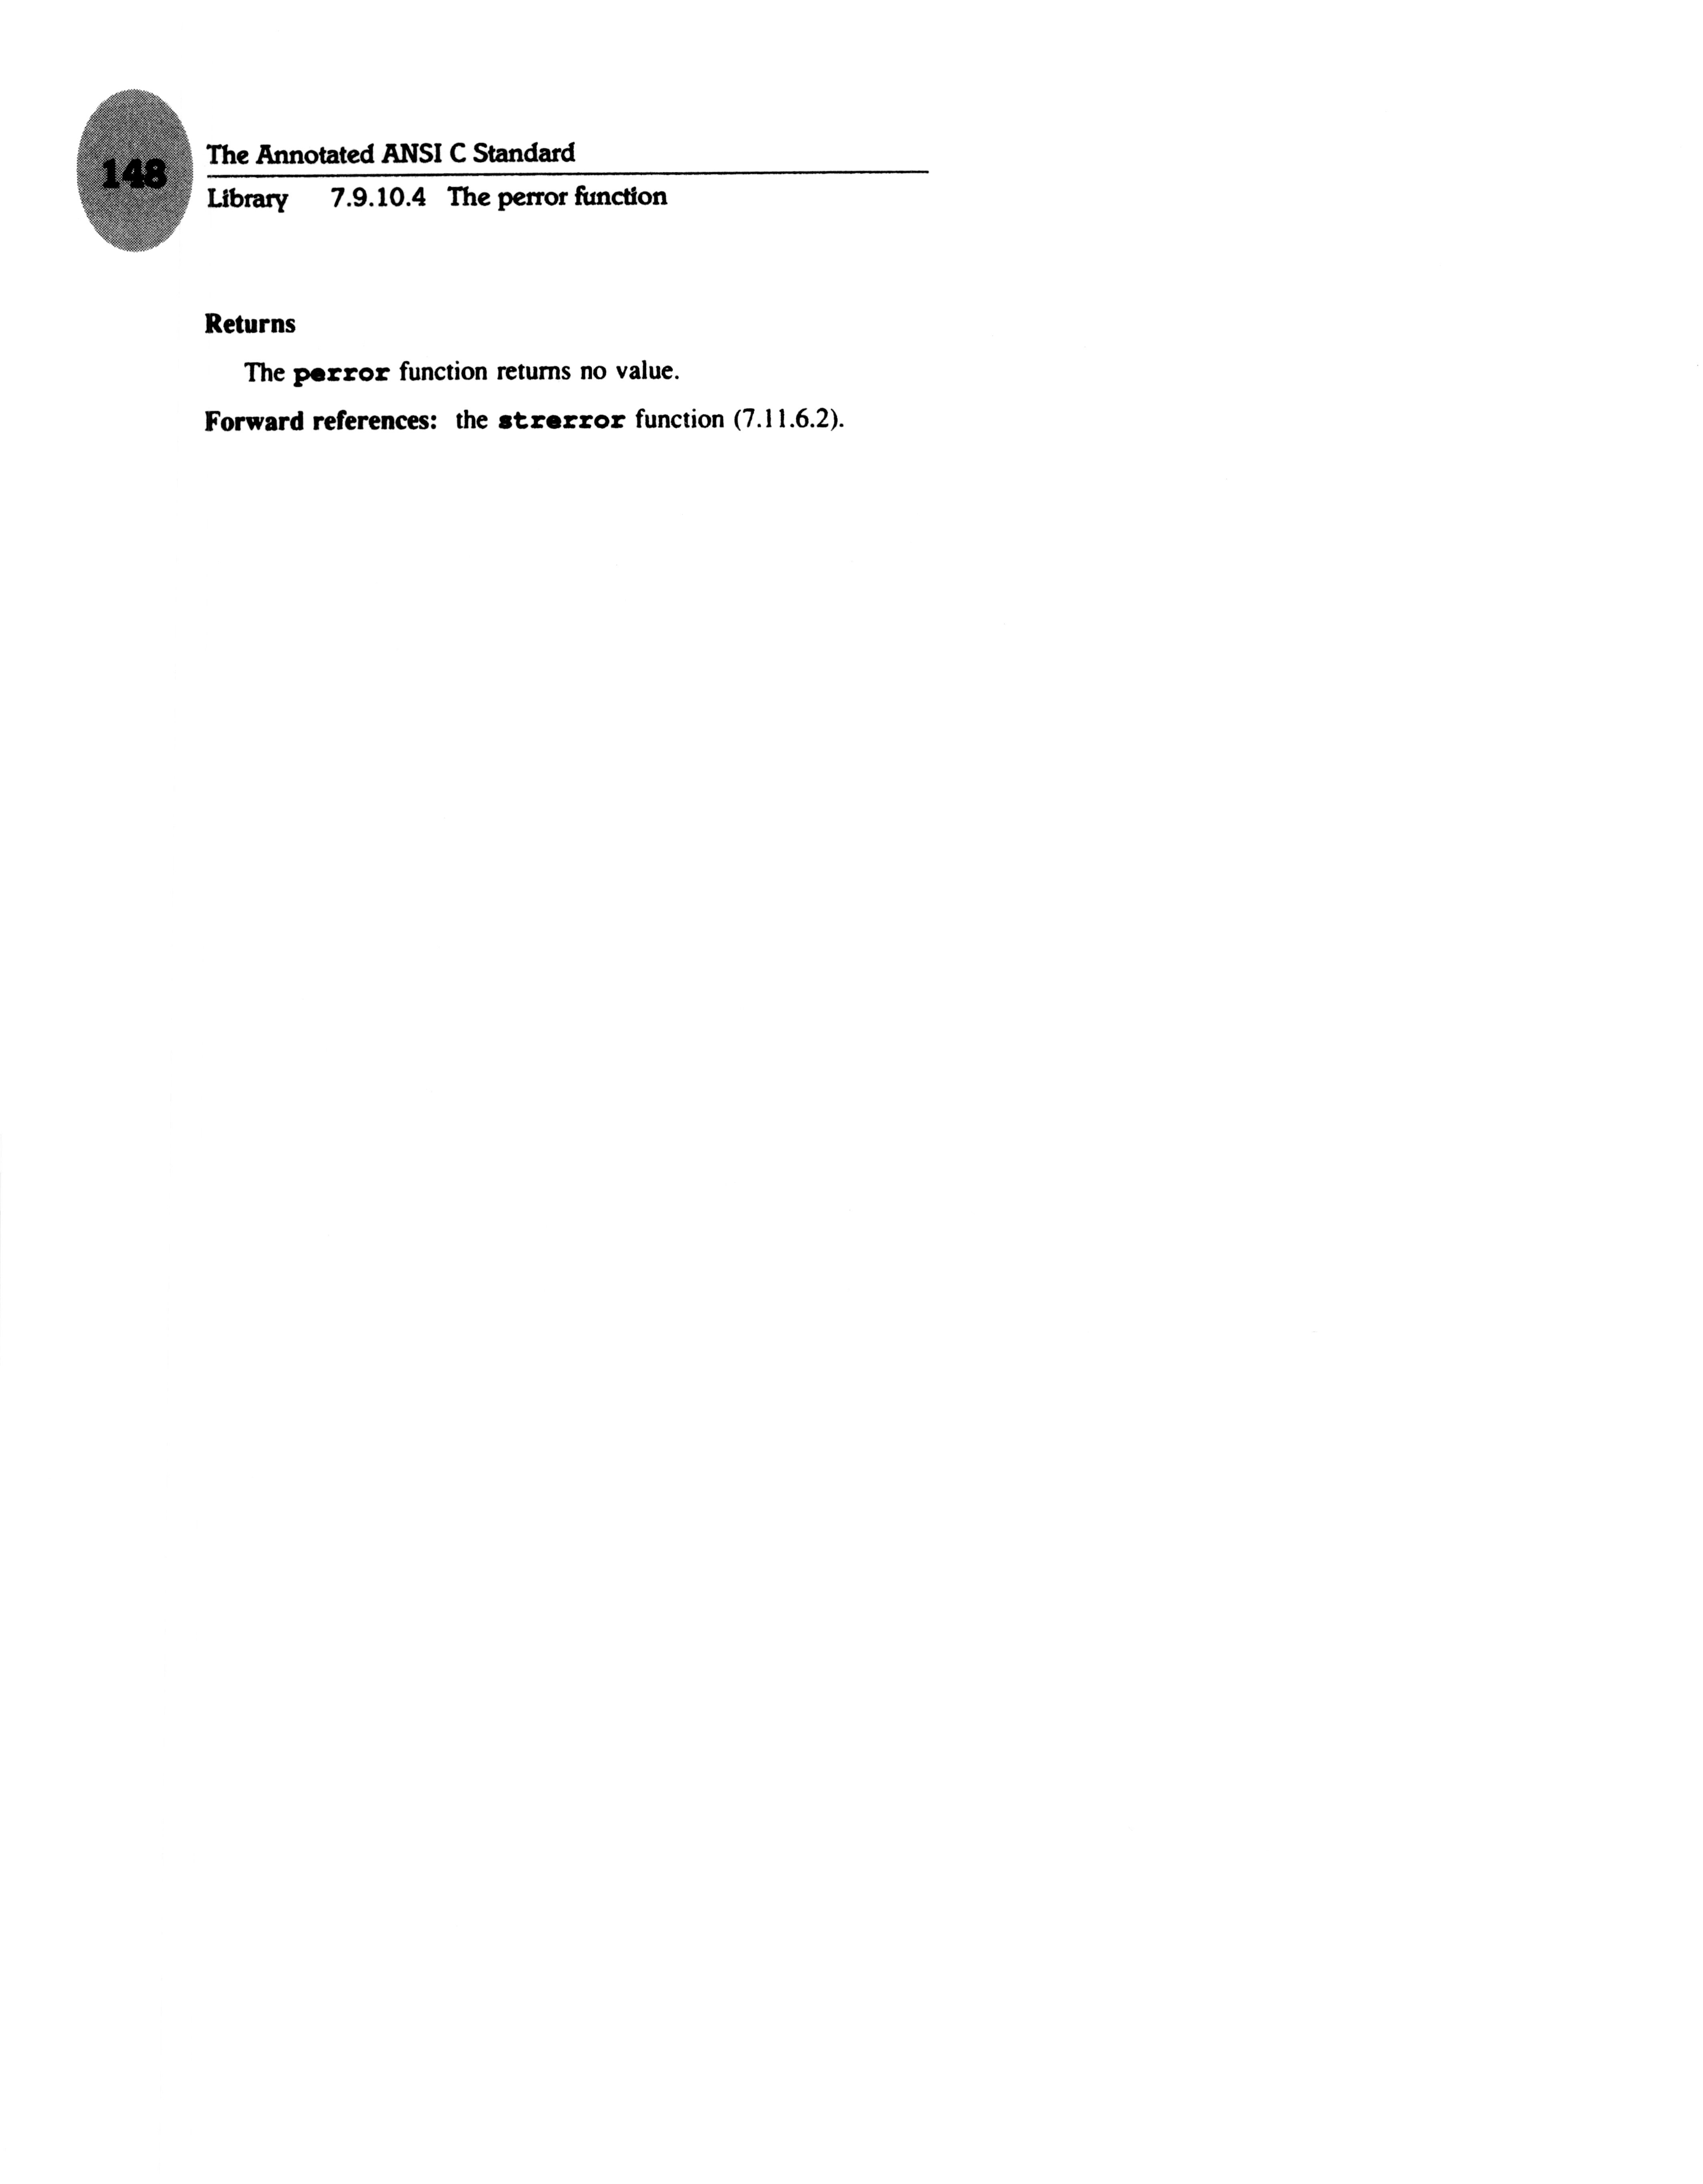 148
The Annotated ANSI C Standard
Library 7.9.10.4 The perror function
Returns
The perror function returns no value.
Forward references: the strerror function (7.11.6.2).